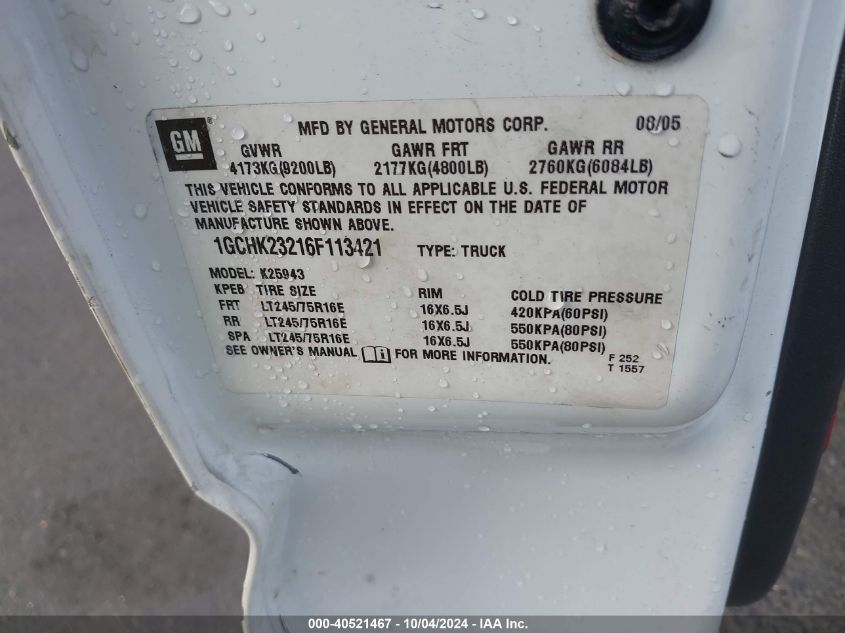 GM
MFD BY GENERAL MOTORS CORP. 08/05
GVWR GAWR FRT GAWR RR
4173KG(9200LB) 2177KG(4800LB) 2760KG(6084LB)
THIS VEHICLE CONFORMS TO ALL APPLICABLE U.S. FEDERAL MOTOR
VEHICLE SAFETY STANDARDS IN EFFECT ON THE DATE OF
MANUFACTURE SHOWN ABOVE.
1GCHK23216F113421 TYPE: TRUCK
MODEL: K25943
KPEB TIRE SIZE RIM COLD TIRE PRESSURE
FRT LT245/75R16E 16X6.5J 420KPA(60PSI)
RR LT245/75R16E 16X6.5J 550KPA(80PSI)
SPA LT245/75R16E 16X6.5J 550KPA(80PSI)
SEE OWNER'S MANUAL FOR MORE INFORMATION.
F 252
T 1557
000-40521467 - 10/04/2024 - IAA Inc.